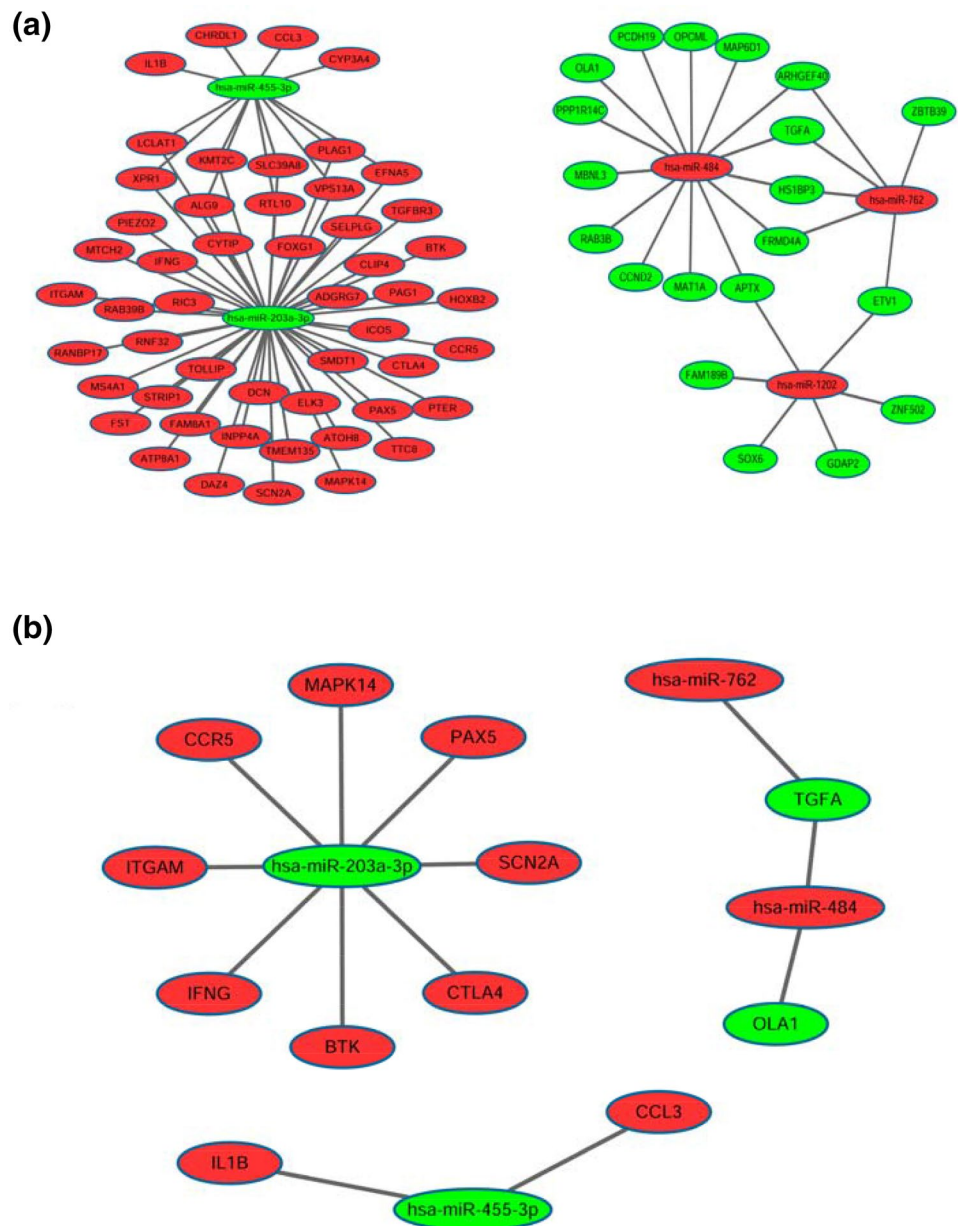 (a)
CHRDL1
CCL3
IL1B
CYP3A4
hsa-miR-455-3p
LCLAT1
KMT2C
SLC39A8
PLAG1
XPR1
VPS13A
EFNA5
ALG9
RTL10
PIEZO2
SELPLG
TGFBR3
MTCH2
CYTIP
FOXG1
BTK
IFNG
CLIP4
ITGAM
RAB39B
RIC3
ADGRG7
PAG1
HOXB2
hsa-miR-203a-3p
ICOS
CCR5
RANBP17
RNF32
SMDT1
CTLA4
MS4A1
TOLLIP
STRIP1
DCN
ELK3
PAX5
PTER
FST
FAM8A1
INPP4A
ATOH8
TTC8
ATP8A1
TMEM135
DAZ4
SCN2A
MAPK14
PCDH19
OPCML
MAP6D1
OLA1
ARHGEF40
PPP1R14C
TGFA
ZBTB39
MBNL3
hsa-miR-484
HS1BP3
hsa-miR-762
RAB3B
FRMD4A
CCND2
MAT1A
APTX
ETV1
FAM189B
hsa-miR-1202
ZNF502
SOX6
GDAP2
(b)
MAPK14
CCR5
PAX5
ITGAM
hsa-miR-203a-3p
SCN2A
IFNG
CTLA4
BTK
hsa-miR-762
TGFA
hsa-miR-484
OLA1
CCL3
IL1B
hsa-miR-455-3p